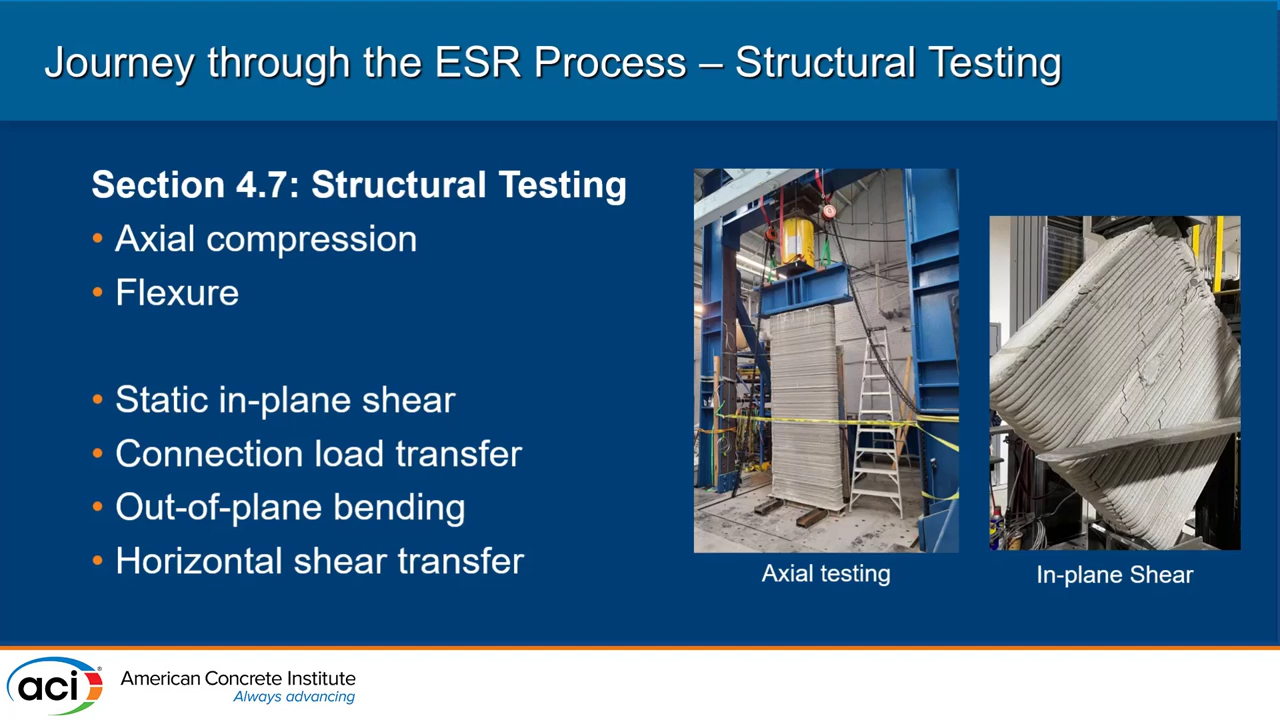 Journey through the ESR Process – Structural Testing
Section 4.7: Structural Testing
• Axial compression
• Flexure
• Static in-plane shear
• Connection load transfer
• Out-of-plane bending
• Horizontal shear transfer
Axial testing
In-plane Shear
aci®
American Concrete Institute
Always advancing